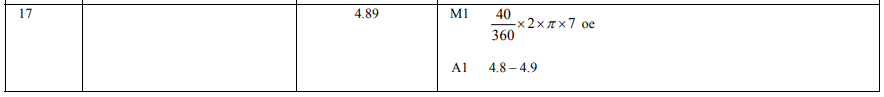 17 4.89 M1 40/360 ×2×π×7 oe
A1 4.8 – 4.9